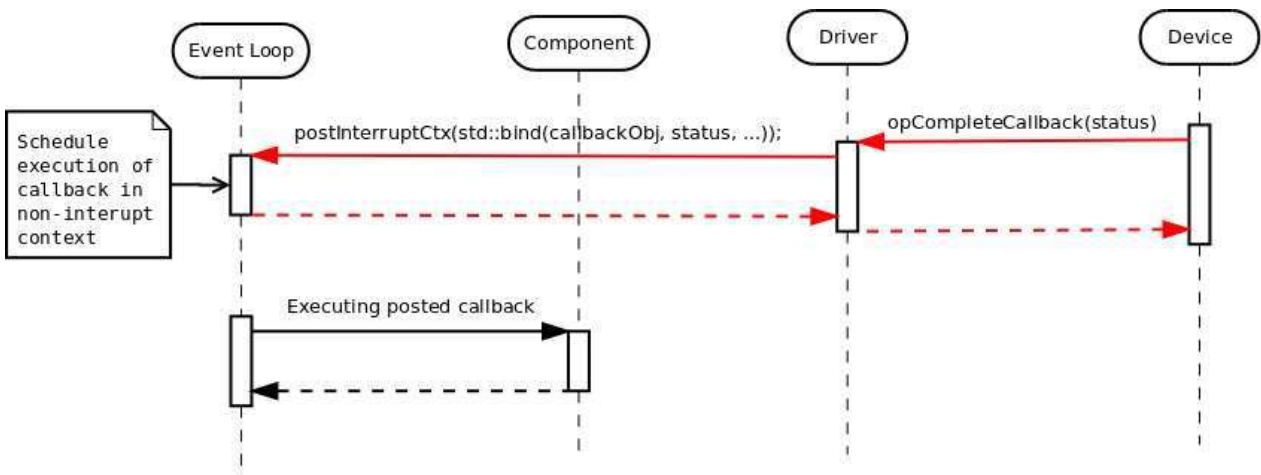 Event Loop
Component
Driver
Device
Schedule
execution of
callback in
non-interupt
context
postInterruptCtx(std::bind(callbackObj, status, ...));
opCompleteCallback(status)
Executing posted callback